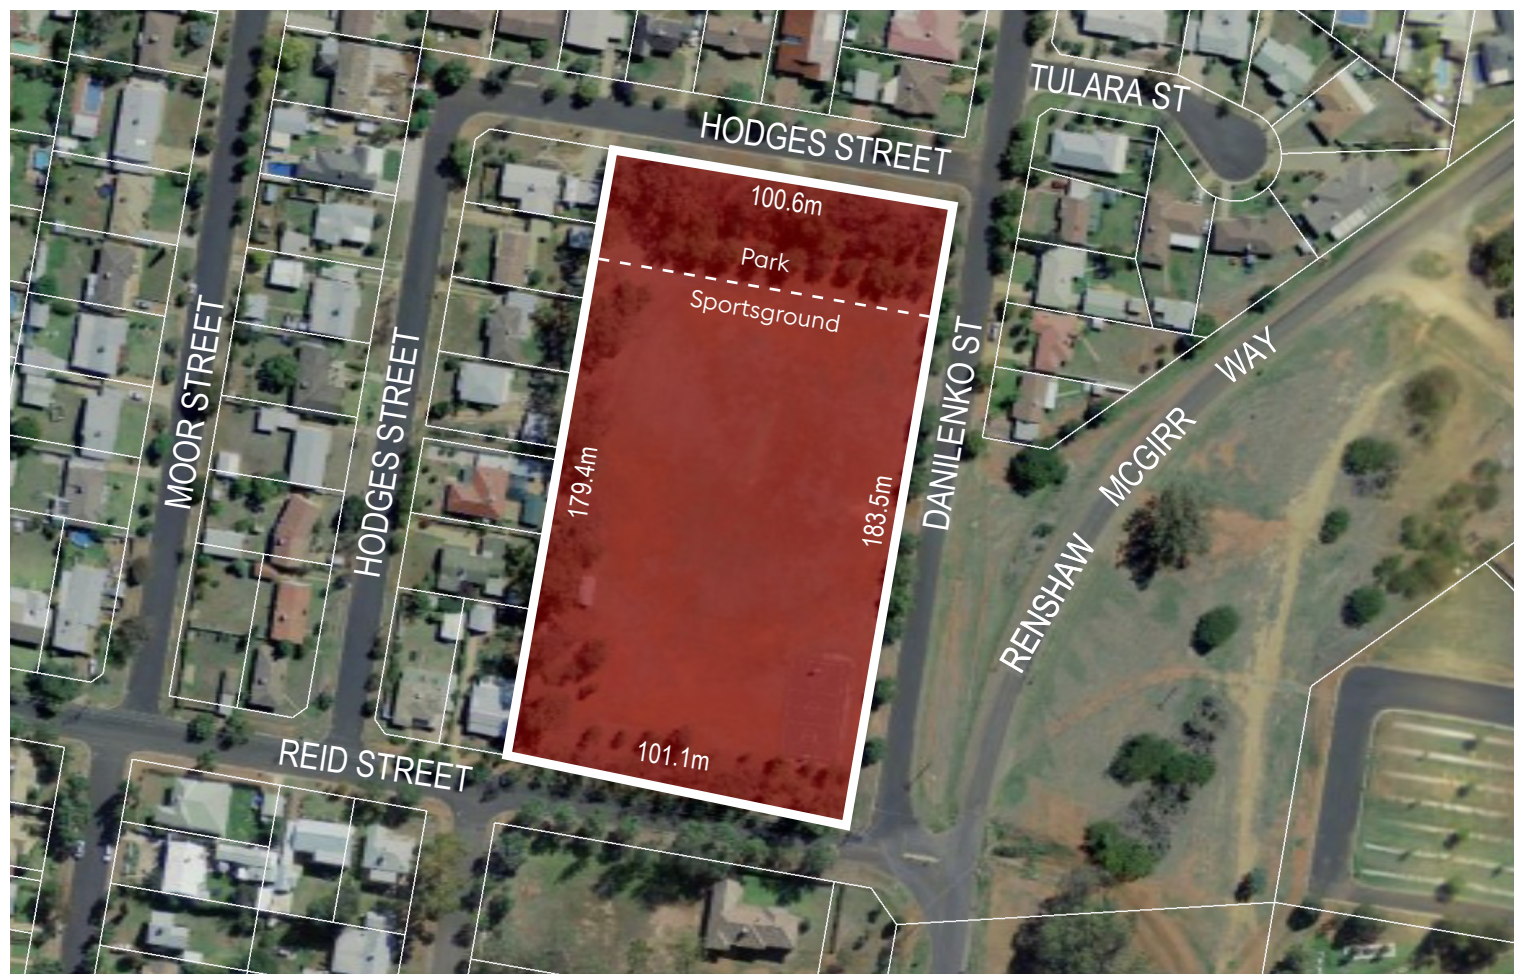 TULARA ST
HODGES STREET
100.6m
Park
Sportsground
MOOR STREET
HODGES STREET
179.4m
183.5m
DANILENKO ST
RENSHAW MCGIRR WAY
REID STREET
101.1m